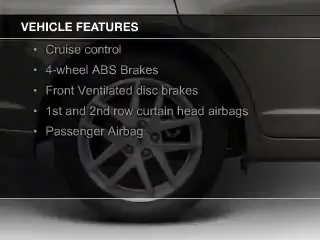 VEHICLE FEATURES
• Cruise control
• 4-wheel ABS Brakes
• Front Ventilated disc brakes
• 1st and 2nd row curtain head airbags
• Passenger Airbag